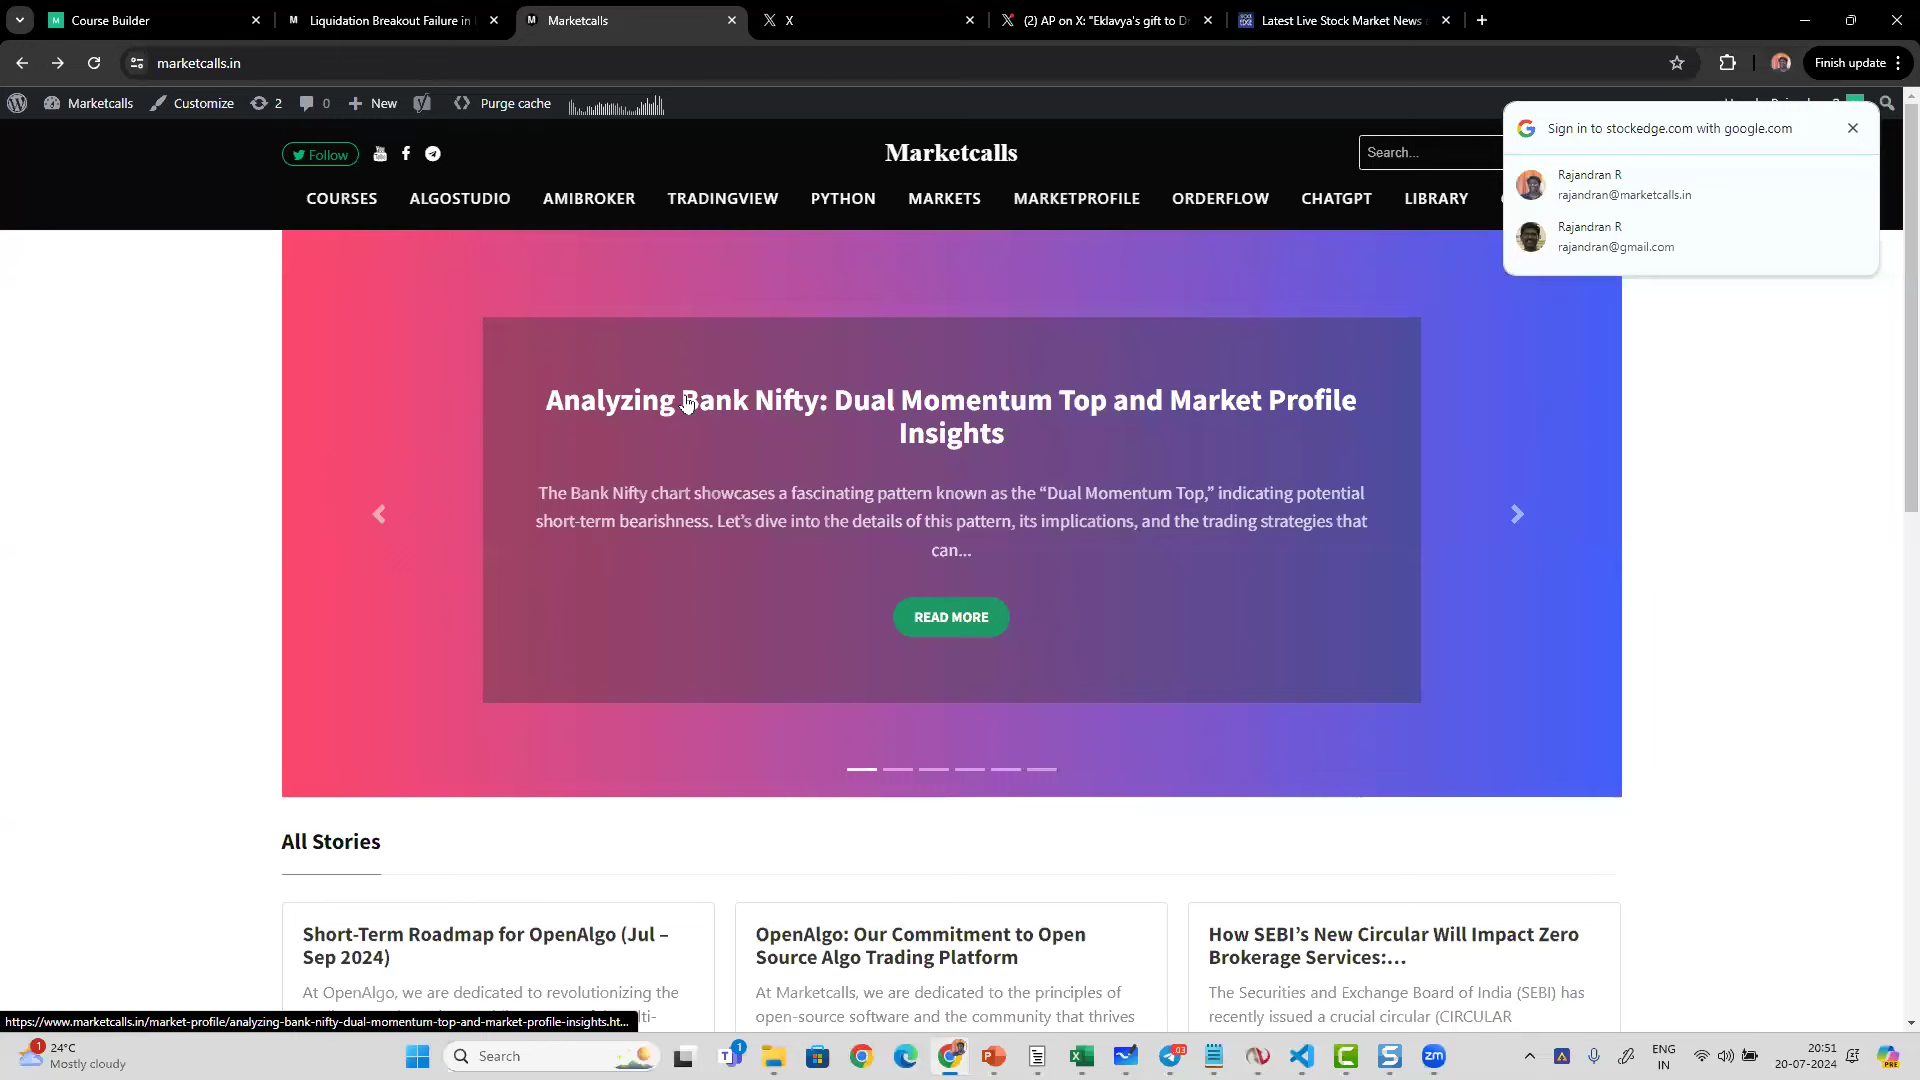 Course Builder
Liquidation Breakout Failure in
Marketcalls
X
(2) AP on X: "Eklavya's gift to D
Latest Live Stock Market News
marketcalls.in
Finish update
Marketcalls
Customize
2
0
New
Purge cache
Sign in to stockedge.com with google.com
Rajandran R
rajandran@marketcalls.in
Rajandran R
rajandran@gmail.com
Follow
Marketcalls
Search...
COURSES
ALGOSTUDIO
AMIBROKER
TRADINGVIEW
PYTHON
MARKETS
MARKETPROFILE
ORDERFLOW
CHATGPT
LIBRARY
Analyzing Bank Nifty: Dual Momentum Top and Market Profile
Insights
The Bank Nifty chart showcases a fascinating pattern known as the “Dual Momentum Top,” indicating potential
short-term bearishness. Let’s dive into the details of this pattern, its implications, and the trading strategies that
can...
READ MORE
All Stories
Short-Term Roadmap for OpenAlgo (Jul –
Sep 2024)
At OpenAlgo, we are dedicated to revolutionizing the
lti-
OpenAlgo: Our Commitment to Open
Source Algo Trading Platform
At Marketcalls, we are dedicated to the principles of
open-source software and the community that thrives
How SEBI’s New Circular Will Impact Zero
Brokerage Services:...
The Securities and Exchange Board of India (SEBI) has
recently issued a crucial circular (CIRCULAR
https://www.marketcalls.in/market-profile/analyzing-bank-nifty-dual-momentum-top-and-market-profile-insights.ht...
1
24°C
Mostly cloudy
Search
1
03
zm
ENG
IN
20:51
20-07-2024
PRE